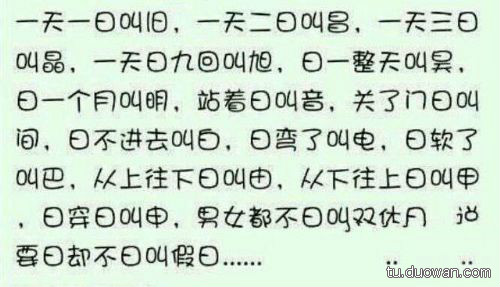 一天一日叫旧，一天二日叫昌，一天三日
叫晶，一天日九回叫旭，日一整天叫昊，
日一个月叫明，站着日叫音，关了门日叫
间，日不进去叫白，日弯了叫电，日软了
叫巴，从上往下日叫由，从下往上日叫甲
，日穿日叫申，男女都不日叫双休月 说
要日却不日叫假日......
tu.duowan.com